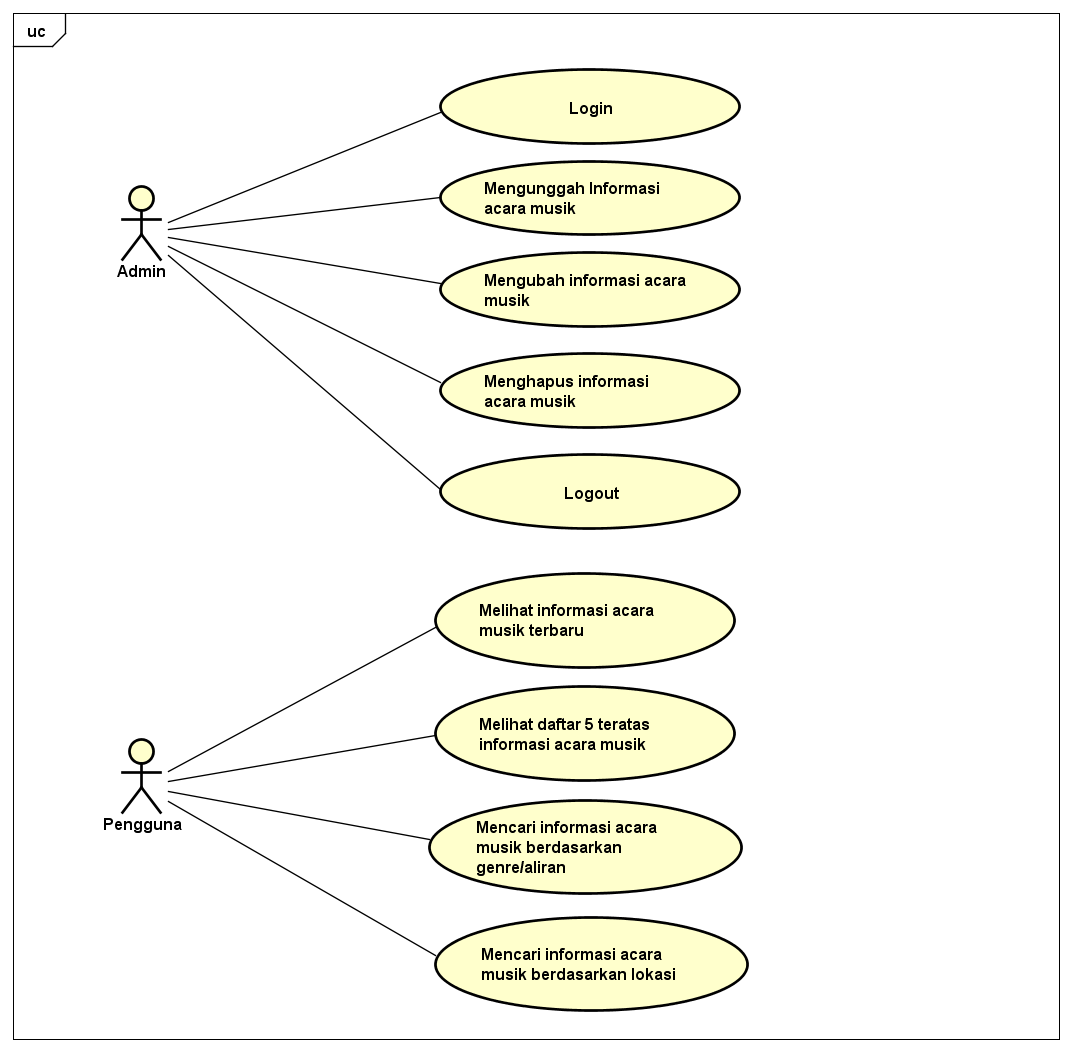 uc
Login
Mengunggah Informasi
acara musik
Mengubah informasi acara
musik
Admin
Menghapus informasi
acara musik
Logout
Melihat informasi acara
musik terbaru
Melihat daftar 5 teratas
informasi acara musik
Pengguna
Mencari informasi acara
musik berdasarkan
genre/aliran
Mencari informasi acara
musik berdasarkan lokasi